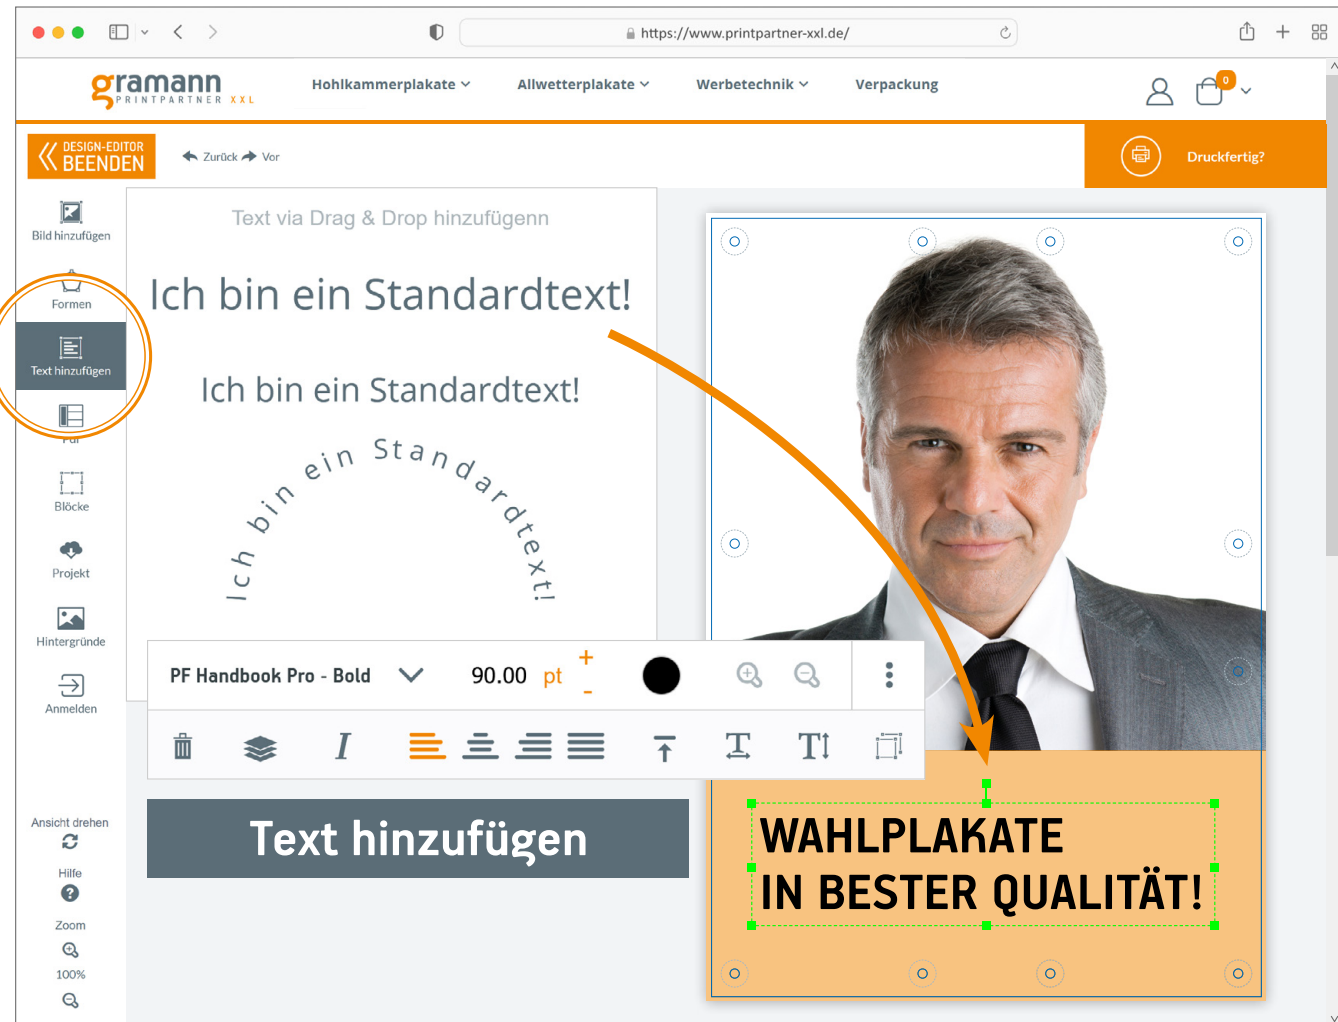 https://www.printpartner-xxl.de/
gramann
PRINTPARTNER XXL
Hohlkammerplakate
Allwetterplakate
Werbetechnik
Verpackung
0
DESIGN-EDITOR
BEENDEN
Zurück
Vor
Druckfertig?
Bild hinzufügen
Formen
Text hinzufügen
Blöcke
Projekt
Hintergründe
Anmelden
Ansicht drehen
Hilfe
Zoom
100%
Text via Drag & Drop hinzufügenn
Ich bin ein Standardtext!
Ich bin ein Standardtext!
Ich bin ein Standardtext!
PF Handbook Pro - Bold
90.00 pt + -
Text hinzufügen
WAHLPLAKATE
IN BESTER QUALITÄT!